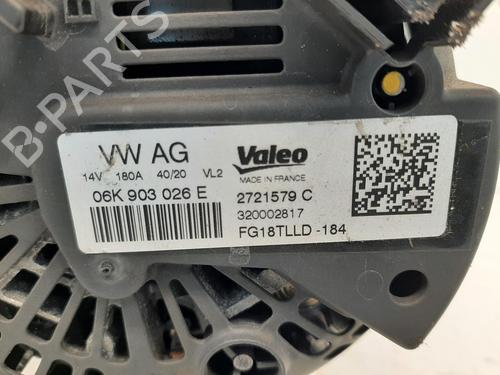 B-PARTS
VW AG
14V 180A 40/20 VL2
06K 903 026 E
Valeo
MADE IN FRANCE
2721579 C
320002817
FG18TLLD -184